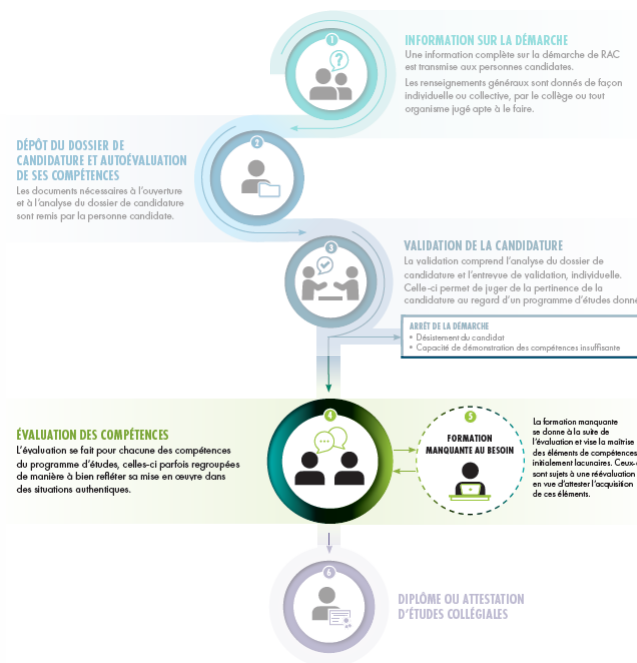 1
INFORMATION SUR LA DÉMARCHE
Une information complète sur la démarche de RAC
est transmise aux personnes candidates.
Les renseignements généraux sont donnés de façon
individuelle ou collective, par le collège ou tout
organisme jugé apte à le faire.
?
DÉPÔT DU DOSSIER DE
CANDIDATURE ET AUTOÉVALUATION
DE SES COMPÉTENCES
Les documents nécessaires à l'ouverture
et à l'analyse du dossier de candidature
sont remis par la personne candidate.
2
3
VALIDATION DE LA CANDIDATURE
La validation comprend l'analyse du dossier de
candidature et l'entrevue de validation, individuelle.
Celle-ci permet de juger de la pertinence de la
candidature au regard d'un programme d'études donné
ARRÊT DE LA DÉMARCHE
• Désistement du candidat
• Capacité de démonstration des compétences insuffisante
ÉVALUATION DES COMPÉTENCES
L'évaluation se fait pour chacune des compétences
du programme d'études, celles-ci parfois regroupées
de manière à bien refléter sa mise en œuvre dans
des situations authentiques.
4
5
FORMATION
MANQUANTE AU BESOIN
La formation manquante
se donne à la suite de
l'évaluation et vise la maitrise
des éléments de compétences
initialement lacunaires. Ceux-
sont sujets à une réévaluation
en vue d'attester l'acquisition
de ces éléments.
6
DIPLÔME OU ATTESTATION
D'ÉTUDES COLLÉGIALES